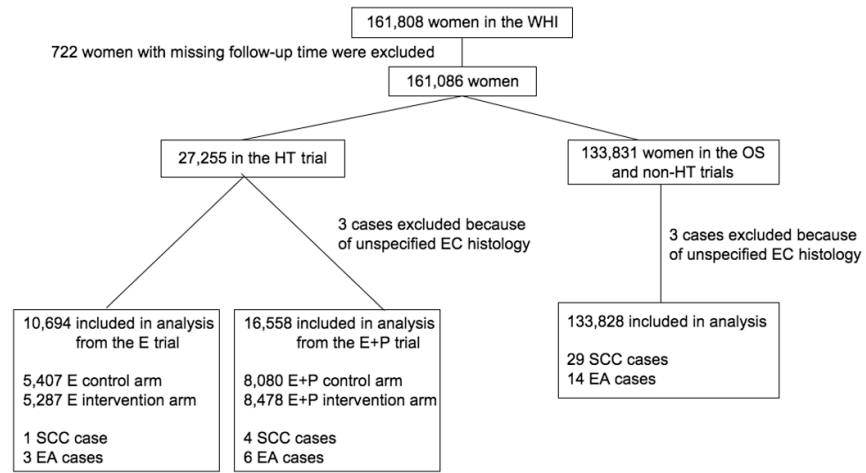 161,808 women in the WHI
722 women with missing follow-up time were excluded
161,086 women
27,255 in the HT trial
133,831 women in the OS
and non-HT trials
3 cases excluded because
of unspecified EC histology
3 cases excluded because
of unspecified EC histology
10,694 included in analysis
from the E trial
5,407 E control arm
5,287 E intervention arm
1 SCC case
3 EA cases
16,558 included in analysis
from the E+P trial
8,080 E+P control arm
8,478 E+P intervention arm
4 SCC cases
6 EA cases
133,828 included in analysis
29 SCC cases
14 EA cases